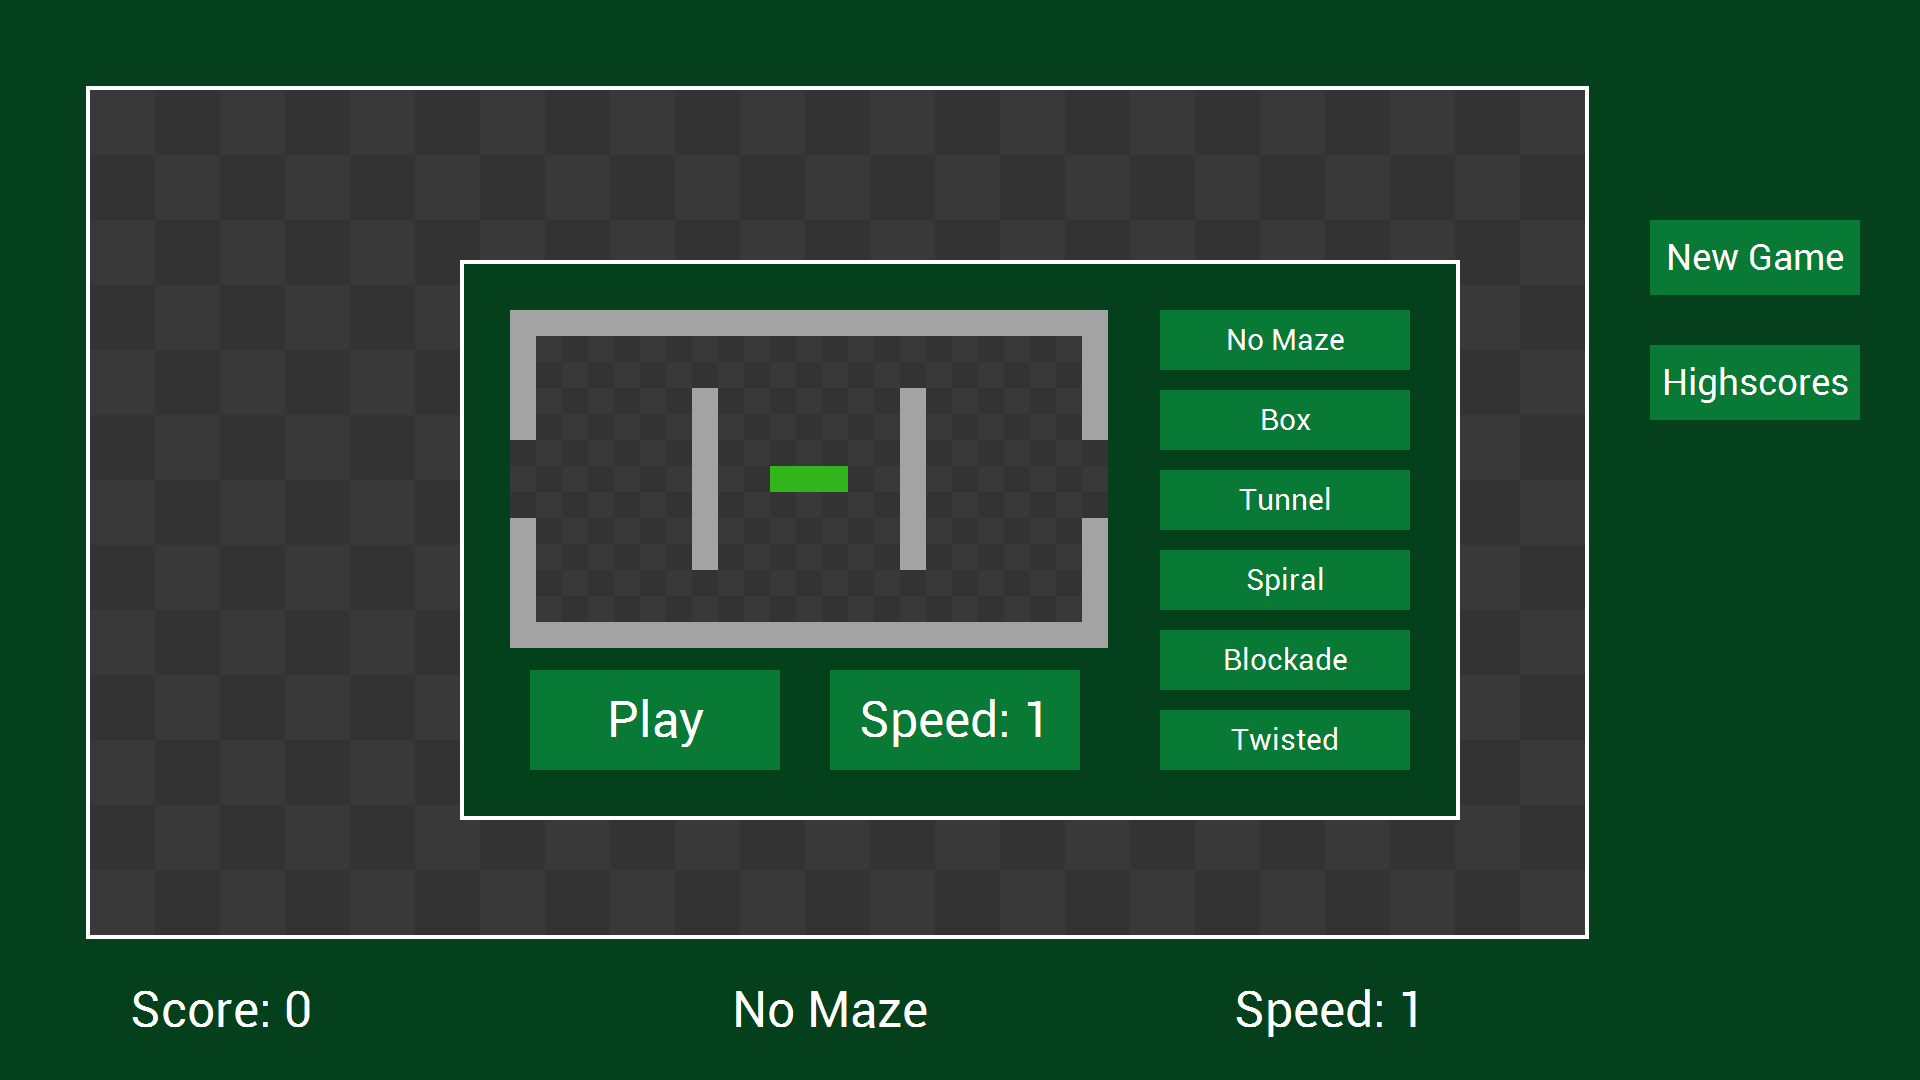 New Game
Highscores
No Maze
Box
Tunnel
Spiral
Blockade
Twisted
Play
Speed: 1
Score: 0
No Maze
Speed: 1